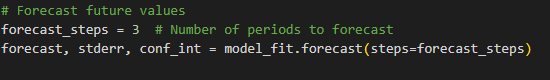 # Forecast future values
forecast_steps = 3  # Number of periods to forecast
forecast, stderr, conf_int = model_fit.forecast(steps=forecast_steps)